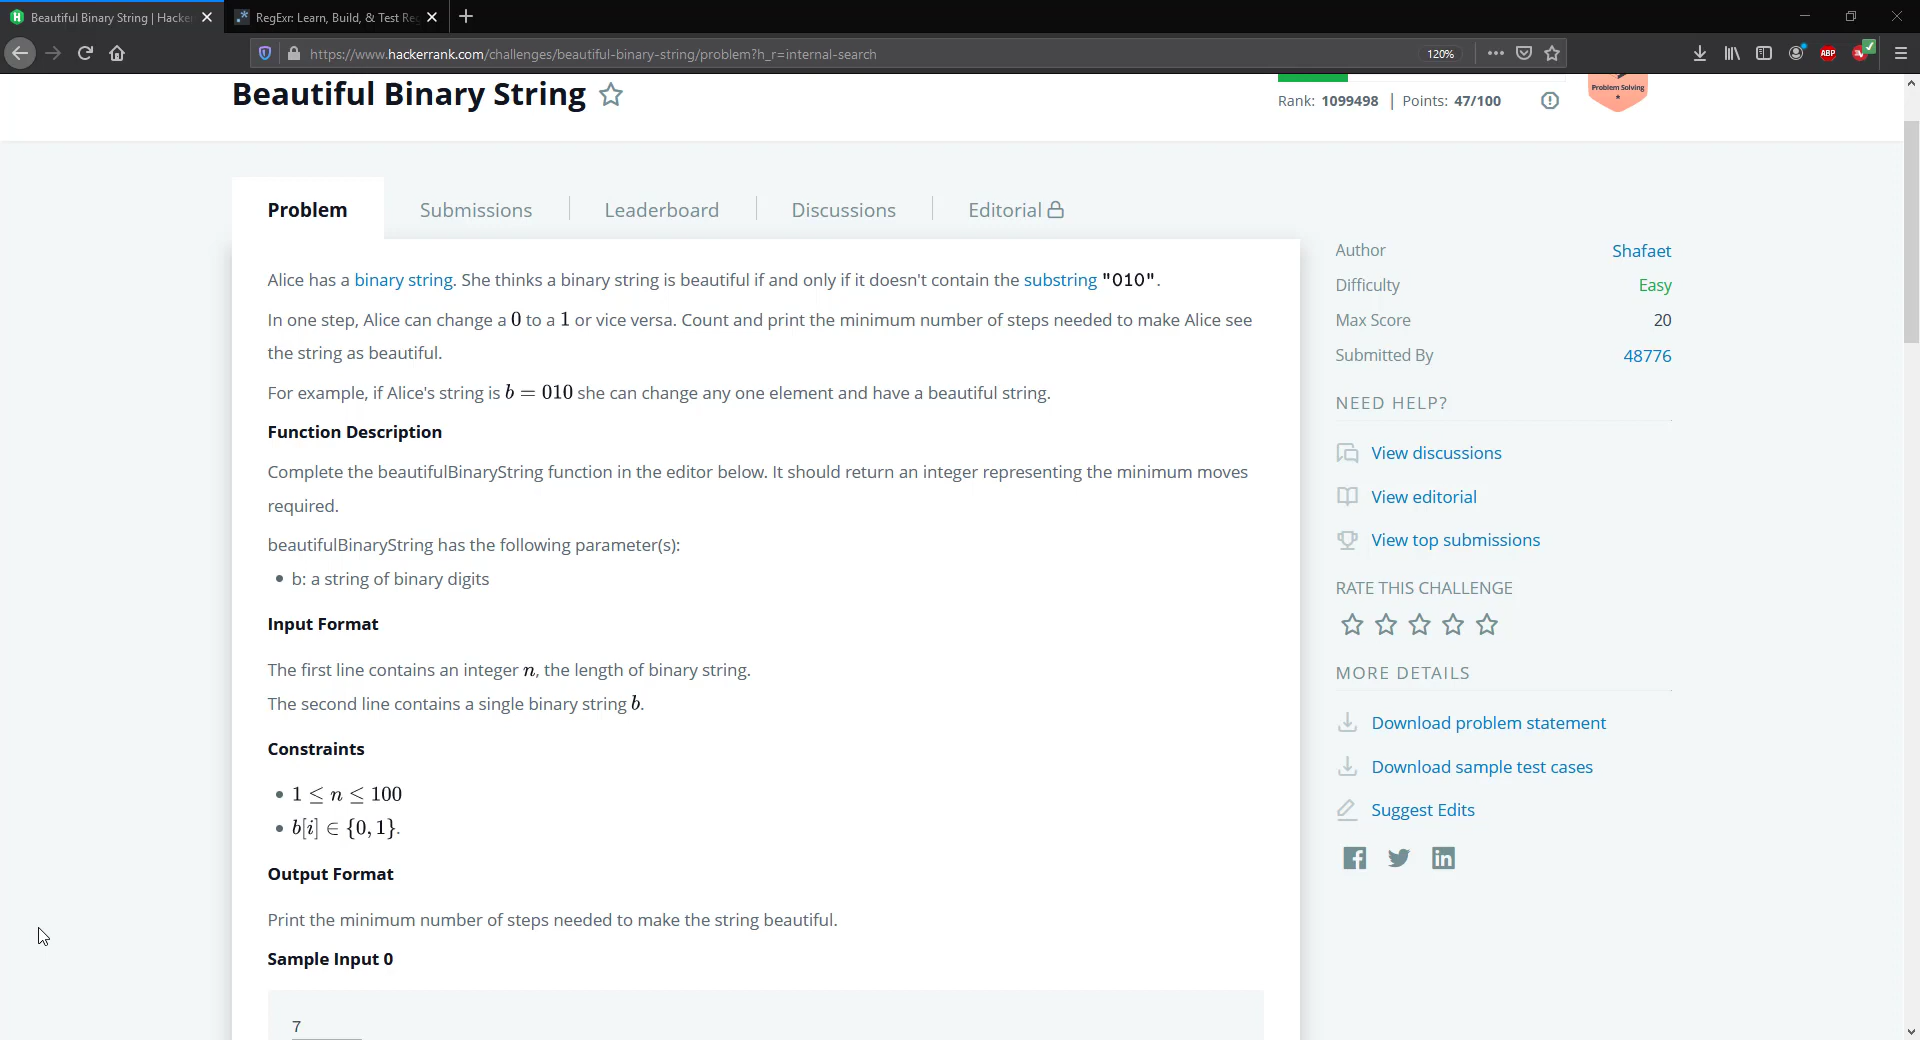 Beautiful Binary String | Hacke
RegExr: Learn, Build, & Test Re
https://www.hackerrank.com/challenges/beautiful-binary-string/problem?h_r=internal-search
120%
ABP
Beautiful Binary String
Rank: 1099498 | Points: 47/100
Problem Solving
Problem
Submissions
Leaderboard
Discussions
Editorial
Alice has a binary string. She thinks a binary string is beautiful if and only if it doesn't contain the substring "010".
In one step, Alice can change a 0 to a 1 or vice versa. Count and print the minimum number of steps needed to make Alice see
the string as beautiful.
For example, if Alice's string is b = 010 she can change any one element and have a beautiful string.
Function Description
Complete the beautifulBinaryString function in the editor below. It should return an integer representing the minimum moves
required.
beautifulBinaryString has the following parameter(s):
• b: a string of binary digits
Input Format
The first line contains an integer n, the length of binary string.
The second line contains a single binary string b.
Constraints
• 1 ≤ n ≤ 100
• b[i] ∈ {0, 1}.
Output Format
Print the minimum number of steps needed to make the string beautiful.
Sample Input 0
7
Author Shafaet
Difficulty Easy
Max Score 20
Submitted By 48776
NEED HELP?
View discussions
View editorial
View top submissions
RATE THIS CHALLENGE
MORE DETAILS
Download problem statement
Download sample test cases
Suggest Edits